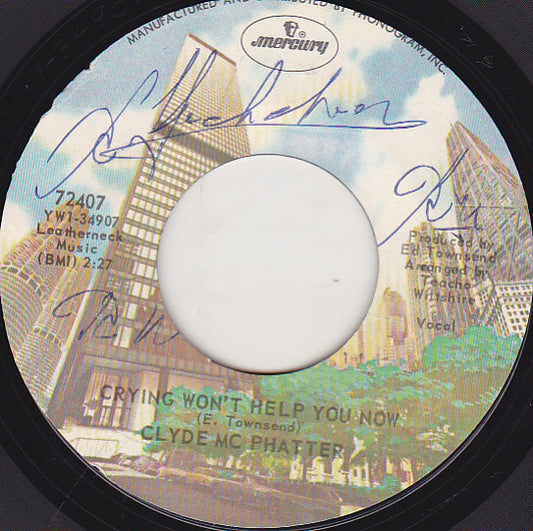 MANUFACTURED AND DISTRIBUTED BY PHONOGRAM, INC.
mercury
72407
YW1-34907
Leatherneck
Music
(BMI) 2:27
Produced by
Ed Townsend
Arranged by
Teacho
Wiltshire
Vocal
CRYING WON'T HELP YOU NOW
(E. Townsend)
CLYDE MC PHATTER